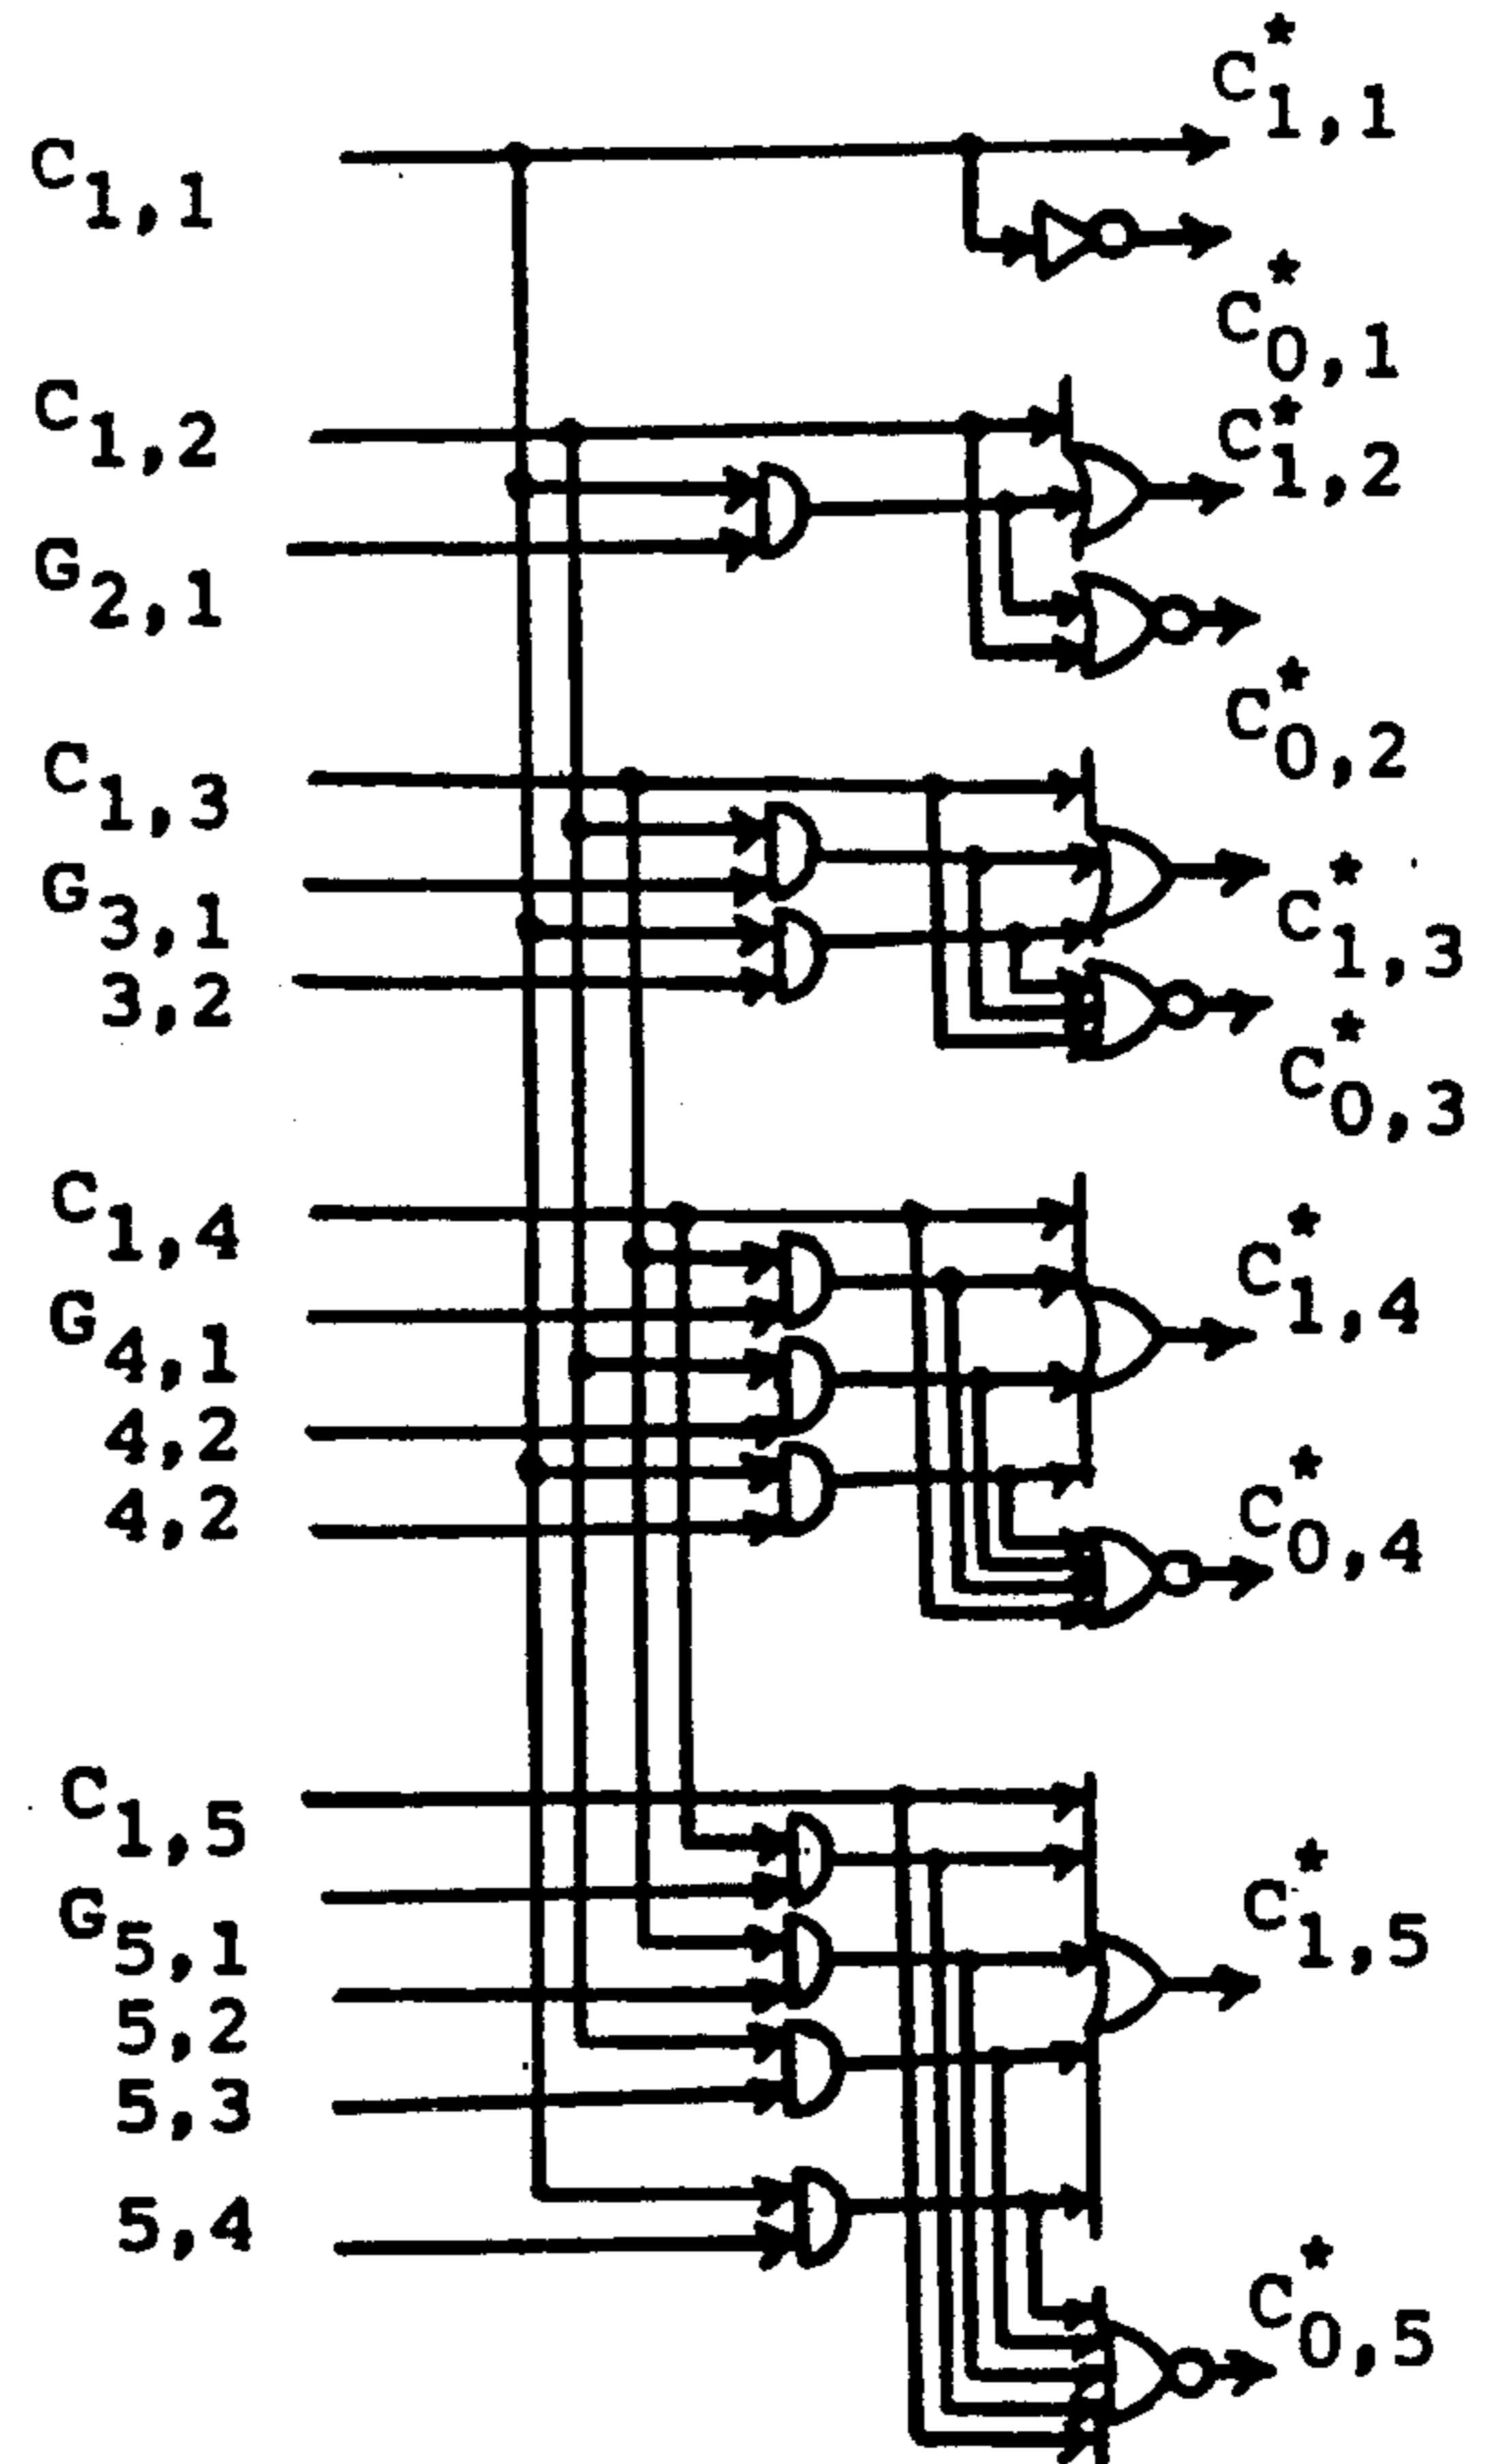 C*1,1
C1,1
C*0,1
C1,2
C*1,2
G2,1
C*0,2
C1,3
G3,1
C*1,3
3,2
C*0,3
C1,4
C*1,4
G4,1
4,2
C*0,4
4,2
C1,5
C*1,5
G5,1
5,2
5,3
5,4
C*0,5